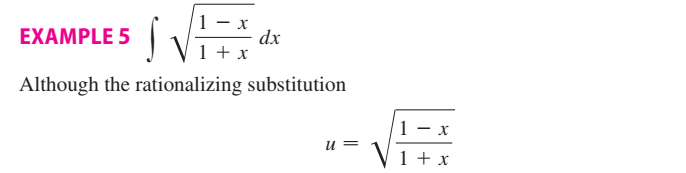 EXAMPLE 5 ∫ √((1 − x)/(1 + x)) dx
Although the rationalizing substitution
u = √((1 − x)/(1 + x))